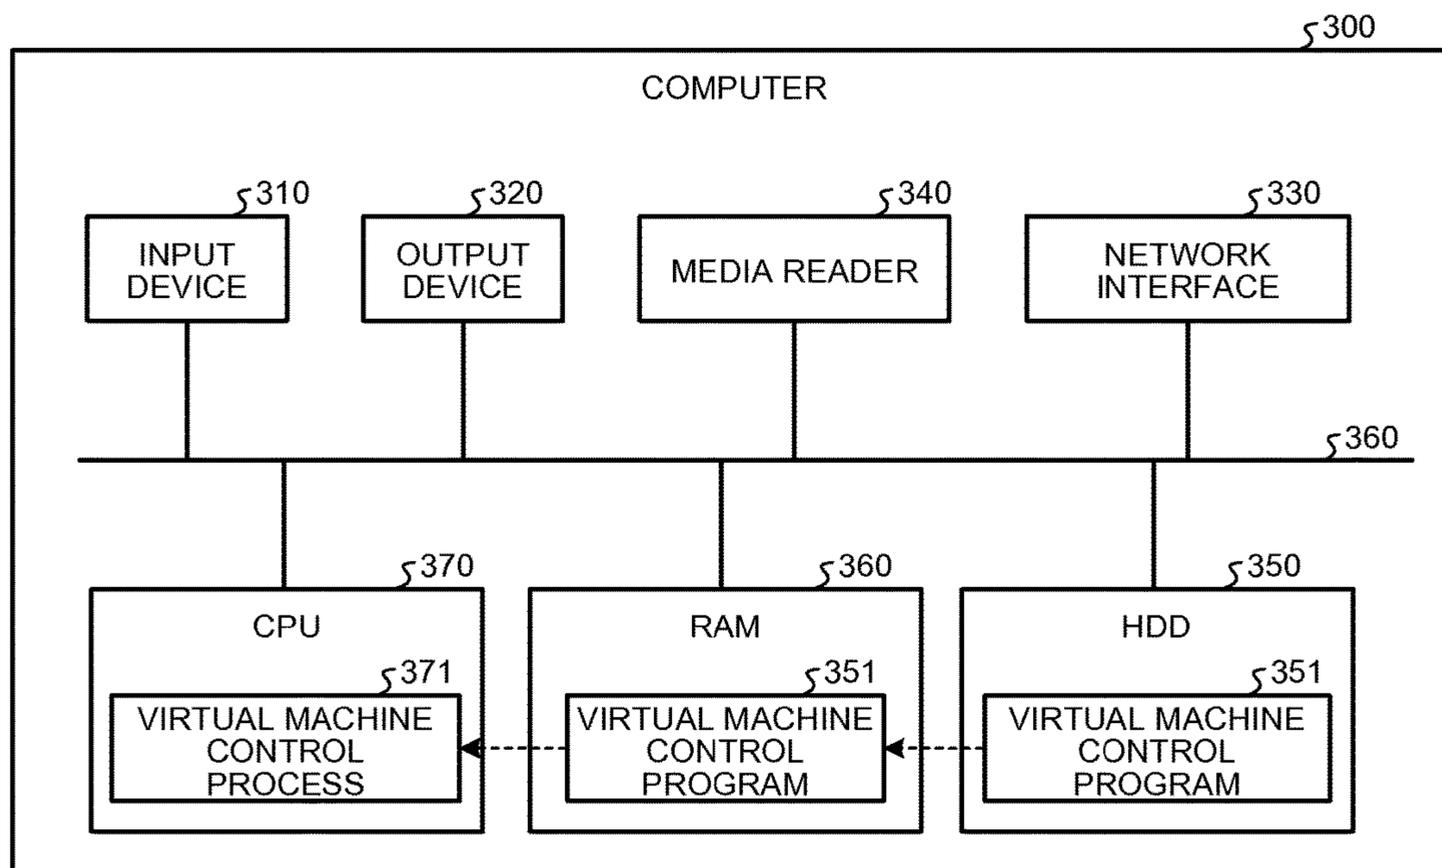 300
COMPUTER
310
320
340
330
INPUT
DEVICE
OUTPUT
DEVICE
MEDIA READER
NETWORK
INTERFACE
360
370
360
350
CPU
RAM
HDD
371
351
351
VIRTUAL MACHINE
CONTROL
PROCESS
VIRTUAL MACHINE
CONTROL
PROGRAM
VIRTUAL MACHINE
CONTROL
PROGRAM